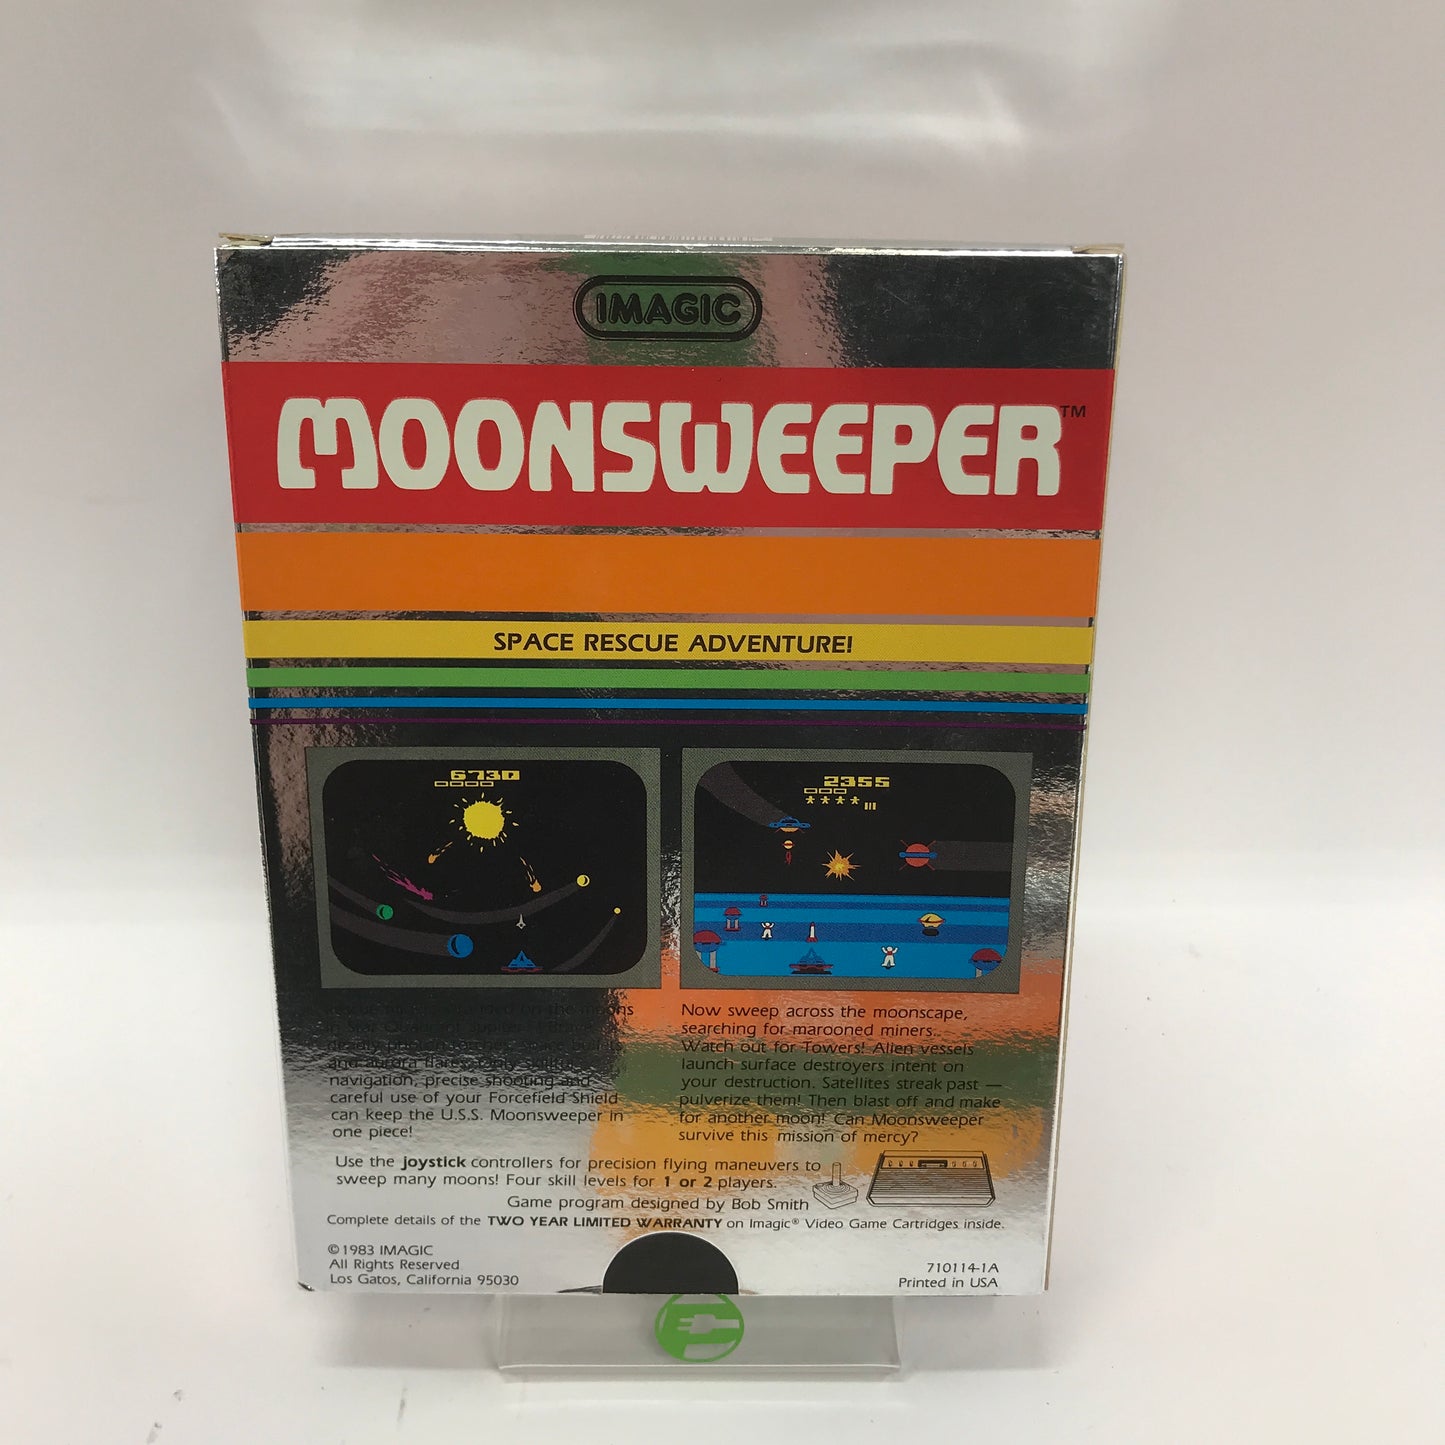 IMAGIC
MOONSWEEPER™
SPACE RESCUE ADVENTURE!
6730
2355
on the moons
and aurora flares.
navigation, precise shooting and
careful use of your Forcefield Shield
can keep the U.S.S. Moonsweeper in
one piece!
Now sweep across the moonscape,
searching for marooned miners.
Watch out for Towers! Alien vessels
launch surface destroyers intent on
your destruction. Satellites streak past —
pulverize them! Then blast off and make
for another moon! Can Moonsweeper
survive this mission of mercy?
Use the joystick controllers for precision flying maneuvers to
sweep many moons! Four skill levels for 1 or 2 players.
Game program designed by Bob Smith
Complete details of the TWO YEAR LIMITED WARRANTY on Imagic® Video Game Cartridges inside.
©1983 IMAGIC
All Rights Reserved
Los Gatos, California 95030
710114-1A
Printed in USA